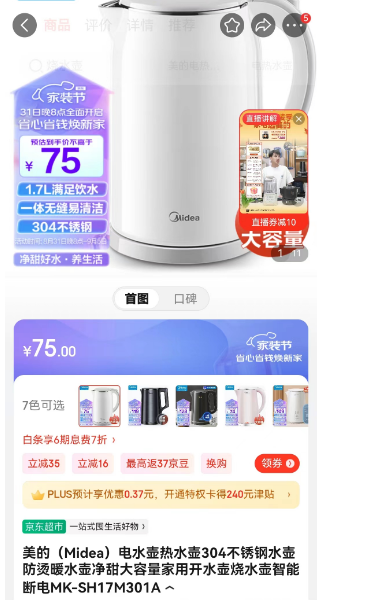 商品 评价 详情 推荐
5
家装节
31日晚8点全面开启
省心省钱焕新家
预估到手价不高于
¥75
1.7L满足饮水
一体无缝易清洁
304不锈钢
净甜好水·养生活
Midea
直播讲解
直播券减10
大容量
1 11
首图 口碑
¥75.00
家装节
省心省钱焕新家
7色可选
白条享6期息费7折 ›
立减35 立减16 最高返37京豆 换购 领券
PLUS预计享优惠0.37元，开通特权卡得240元津贴 ›
京东超市 一站式囤生活好物 ›
美的（Midea）电水壶热水壶304不锈钢水壶
防烫暖水壶净甜大容量家用开水壶烧水壶智能
断电MK-SH17M301A